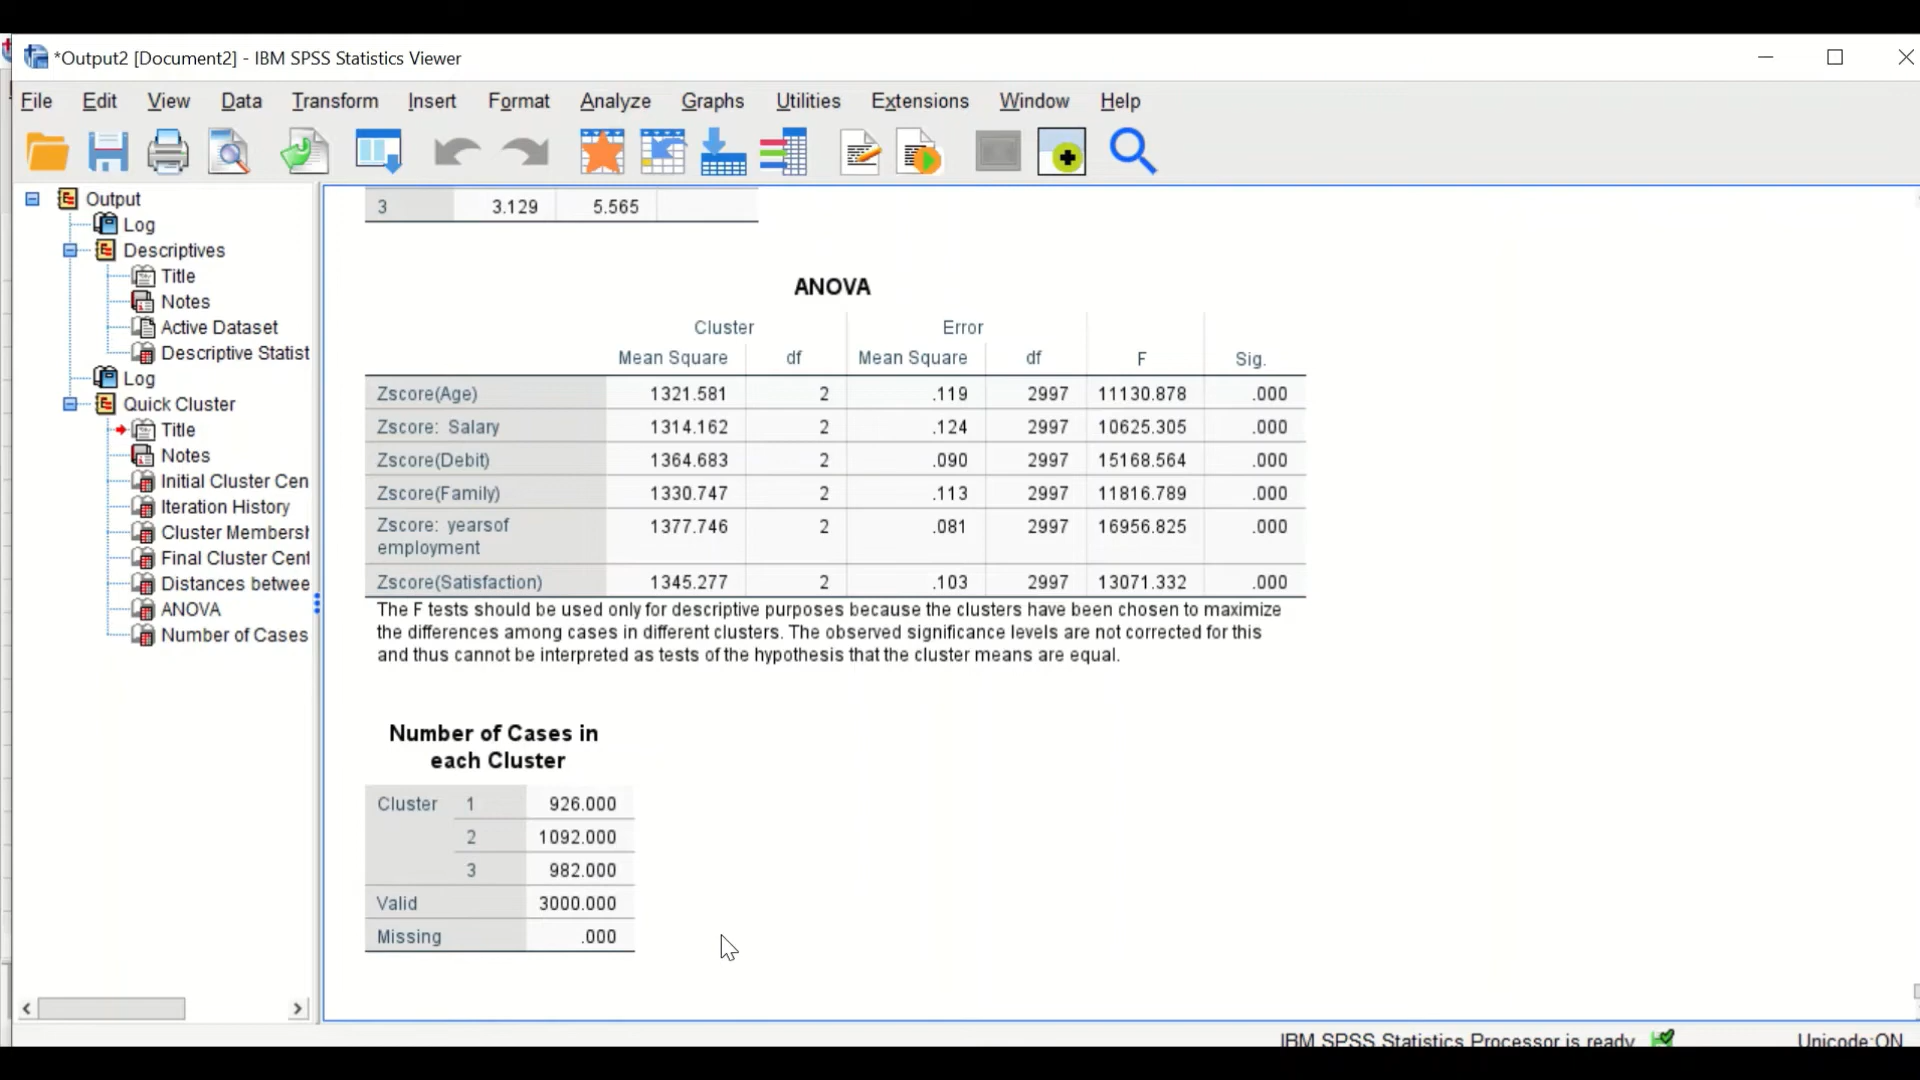 *Output2 [Document2] - IBM SPSS Statistics Viewer
File Edit View Data Transform Insert Format Analyze Graphs Utilities Extensions Window Help
Output
Log
Descriptives
Title
Notes
Active Dataset
Descriptive Statist
Log
Quick Cluster
Title
Notes
Initial Cluster Cen
Iteration History
Cluster Membersh
Final Cluster Cent
Distances betwee
ANOVA
Number of Cases
3 3.129 5.565
ANOVA
Cluster Error
Mean Square df Mean Square df F Sig.
Zscore(Age) 1321.581 2 .119 2997 11130.878 .000
Zscore: Salary 1314.162 2 .124 2997 10625.305 .000
Zscore(Debit) 1364.683 2 .090 2997 15168.564 .000
Zscore(Family) 1330.747 2 .113 2997 11816.789 .000
Zscore: yearsof 1377.746 2 .081 2997 16956.825 .000
employment
Zscore(Satisfaction) 1345.277 2 .103 2997 13071.332 .000
The F tests should be used only for descriptive purposes because the clusters have been chosen to maximize
the differences among cases in different clusters. The observed significance levels are not corrected for this
and thus cannot be interpreted as tests of the hypothesis that the cluster means are equal.
Number of Cases in
each Cluster
Cluster 1 926.000
2 1092.000
3 982.000
Valid 3000.000
Missing .000
IBM SPSS Statistics Processor is ready Unicode:ON